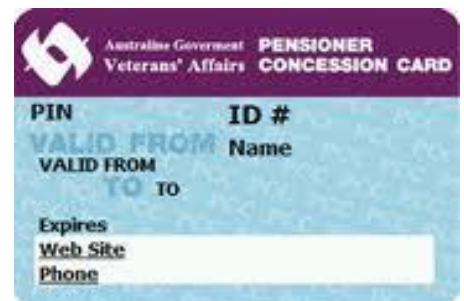 Australine Goverment PENSIONER
Veterans' Affairs CONCESSION CARD
PIN ID #
VALID FROM Name
VALID FROM
TO TO
Expires
Web Site
Phone